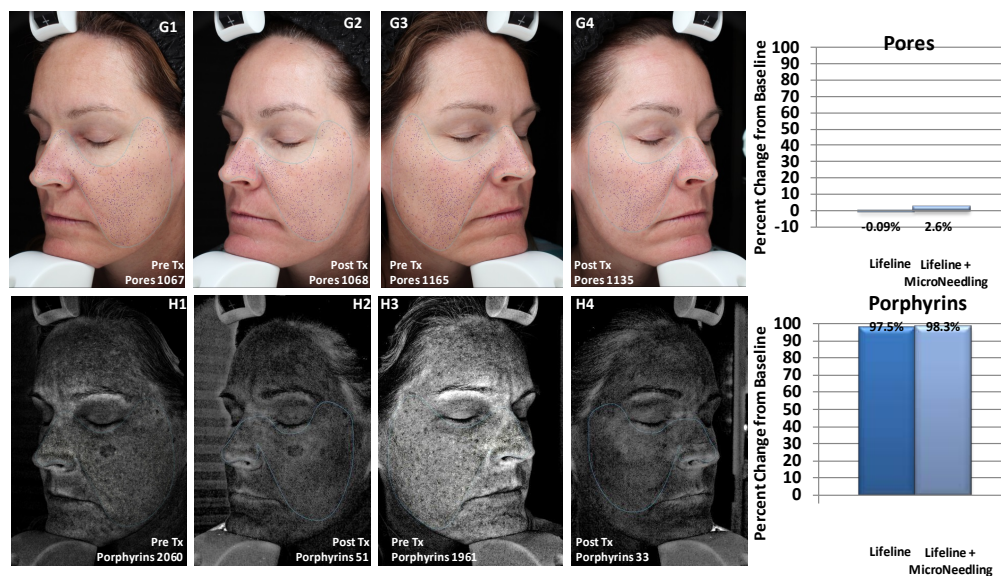 G1
Pre Tx
Pores 1067
G2
Post Tx
Pores 1068
G3
Pre Tx
Pores 1165
G4
Post Tx
Pores 1135
Pores
Percent Change from Baseline
100
90
80
70
60
50
40
30
20
10
0
-10
-0.09%
2.6%
Lifeline
Lifeline +
MicroNeedling
H1
Pre Tx
Porphyrins 2060
H2
Post Tx
Porphyrins 51
H3
Pre Tx
Porphyrins 1961
H4
Post Tx
Porphyrins 33
Porphyrins
Percent Change from Baseline
100
90
80
70
60
50
40
30
20
10
0
97.5%
98.3%
Lifeline
Lifeline +
MicroNeedling